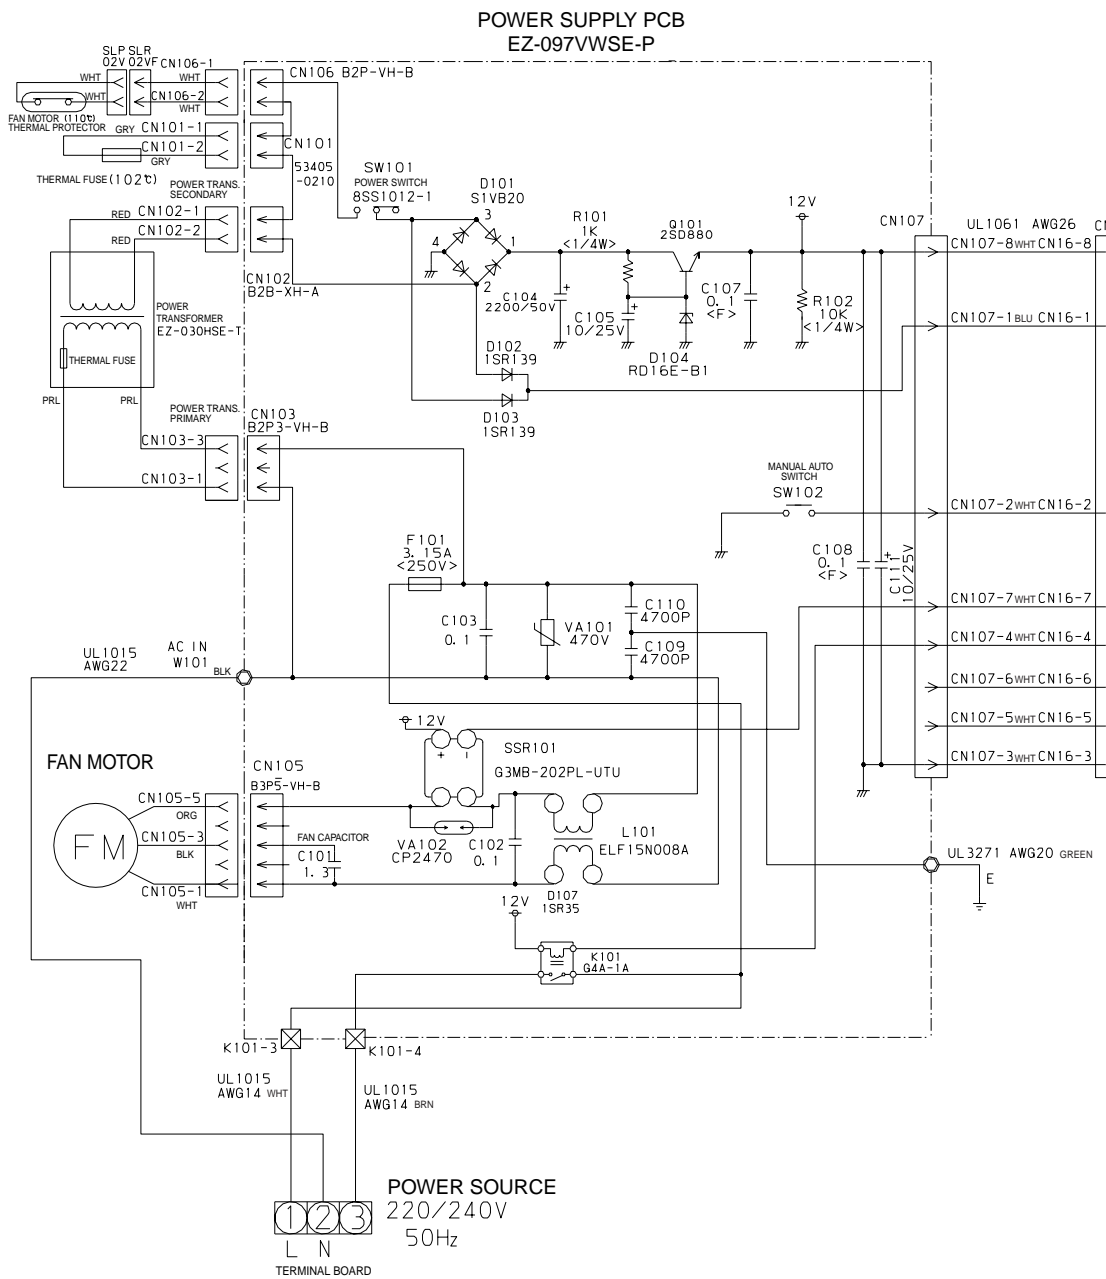 POWER SUPPLY PCB
EZ-097VWSE-P
SLP SLR
02V 02VF CN106-1
WHT WHT
CN106 B2P-VH-B
WHT CN106-2
WHT
FAN MOTOR (110℃)
THERMAL PROTECTOR
GRY CN101-1
CN101-2
GRY
CN101
53405
-0210
THERMAL FUSE(102℃)
SW101
POWER SWITCH
8SS1012-1
POWER TRANS.
SECONDARY
RED CN102-1
RED CN102-2
CN102
B2B-XH-A
D101
S1VB20
3
4
1
2
R101
1K
<1/4W>
Q101
2SD880
12V
CN107
UL1061 AWG26
CN
CN107-8 WHT CN16-8
C104
2200/50V
+
C105
10/25V
+
C107
0.1
<F>
R102
10K
<1/4W>
CN107-1 BLU CN16-1
POWER
TRANSFORMER
EZ-030HSE-T
THERMAL FUSE
D102
1SR139
D104
RD16E-B1
D103
1SR139
PRL PRL
POWER TRANS.
PRIMARY
CN103
B2P3-VH-B
CN103-3
CN103-1
MANUAL AUTO
SWITCH
SW102
CN107-2 WHT CN16-2
F101
3.15A
<250V>
C108
0.1
<F>
+
C111
10/25V
C103
0.1
VA101
470V
C110
4700P
C109
4700P
CN107-7 WHT CN16-7
CN107-4 WHT CN16-4
CN107-6 WHT CN16-6
CN107-5 WHT CN16-5
CN107-3 WHT CN16-3
UL1015
AWG22
AC IN
W101
BLK
12V
+ -
SSR101
G3MB-202PL-UTU
FAN MOTOR
CN105
B3P5-VH-B
CN105-5
ORG
FM
CN105-3
BLK
CN105-1
WHT
FAN CAPACITOR
C101
1.3
VA102
CP2470
C102
0.1
L101
ELF15N008A
D107
1SR35
12V
UL3271 AWG20 GREEN
E
K101
G4A-1A
K101-3
K101-4
UL1015
AWG14 WHT
UL1015
AWG14 BRN
POWER SOURCE
220/240V
50Hz
1 2 3
L N
TERMINAL BOARD